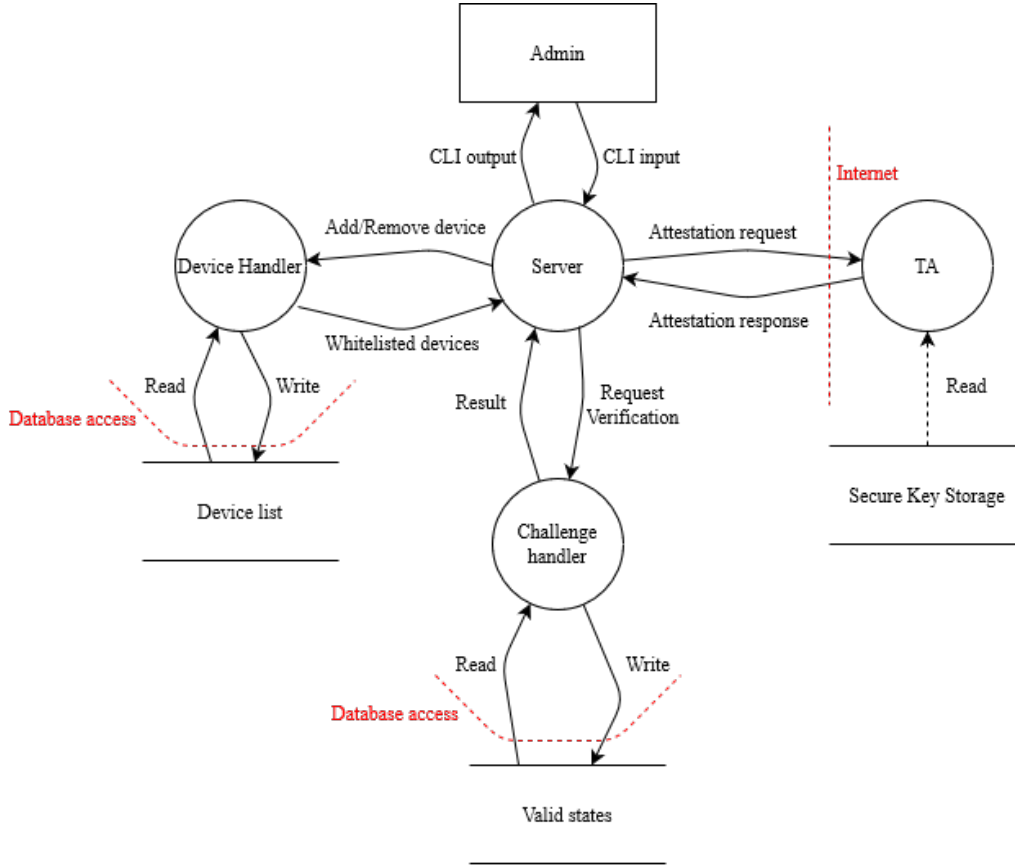 Admin
CLI output
CLI input
Internet
Add/Remove device
Attestation request
Device Handler
Server
TA
Whitelisted devices
Attestation response
Read
Write
Result
Request
Verification
Read
Database access
Device list
Secure Key Storage
Challenge
handler
Read
Write
Database access
Valid states